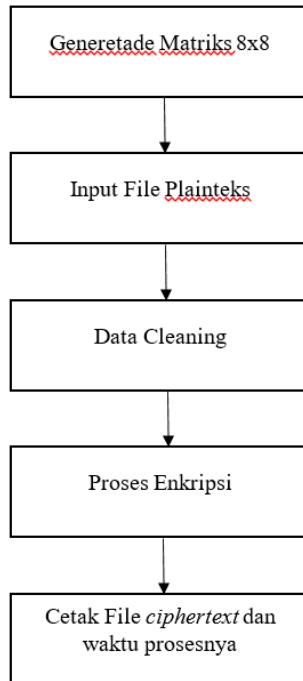 Generetade Matriks 8x8
Input File Plainteks
Data Cleaning
Proses Enkripsi
Cetak File ciphertext dan
waktu prosesnya